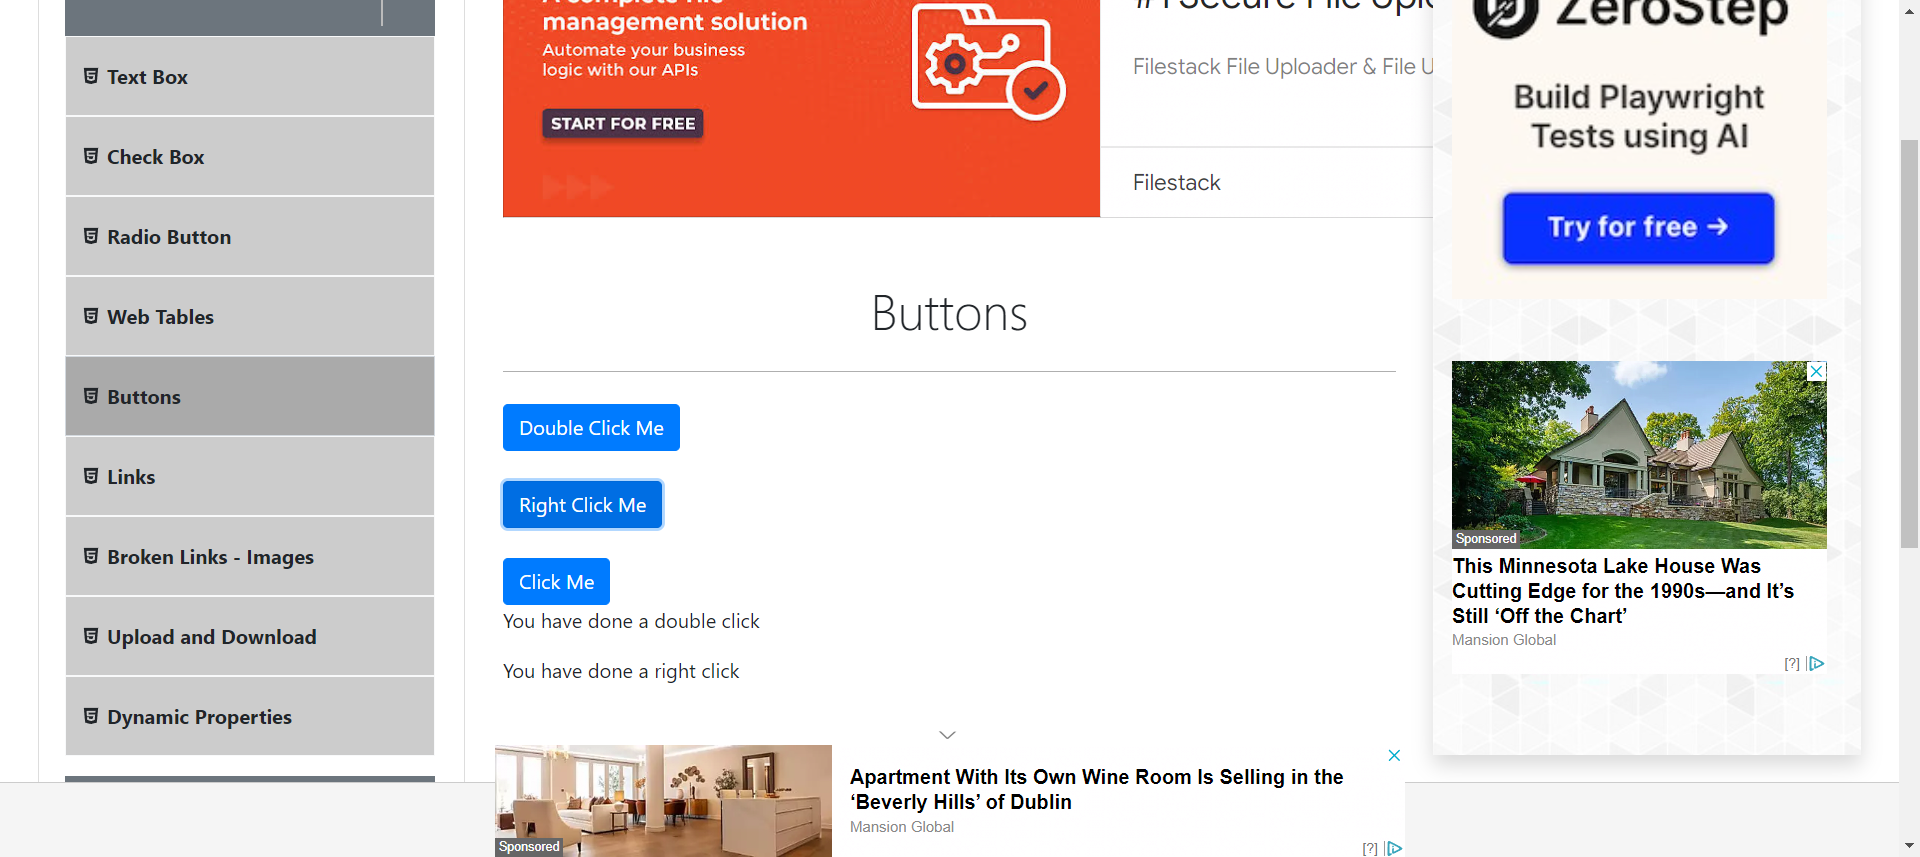 Text Box
Check Box
Radio Button
Web Tables
Buttons
Links
Broken Links - Images
Upload and Download
Dynamic Properties
management solution
Automate your business
logic with our APIs
START FOR FREE
Filestack File Uploader & File U
Filestack
Buttons
Double Click Me
Right Click Me
Click Me
You have done a double click
You have done a right click
Sponsored
Apartment With Its Own Wine Room Is Selling in the
‘Beverly Hills’ of Dublin
Mansion Global
[?]
ZeroStep
Build Playwright
Tests using AI
Try for free →
Sponsored
This Minnesota Lake House Was
Cutting Edge for the 1990s—and It’s
Still ‘Off the Chart’
Mansion Global
[?]